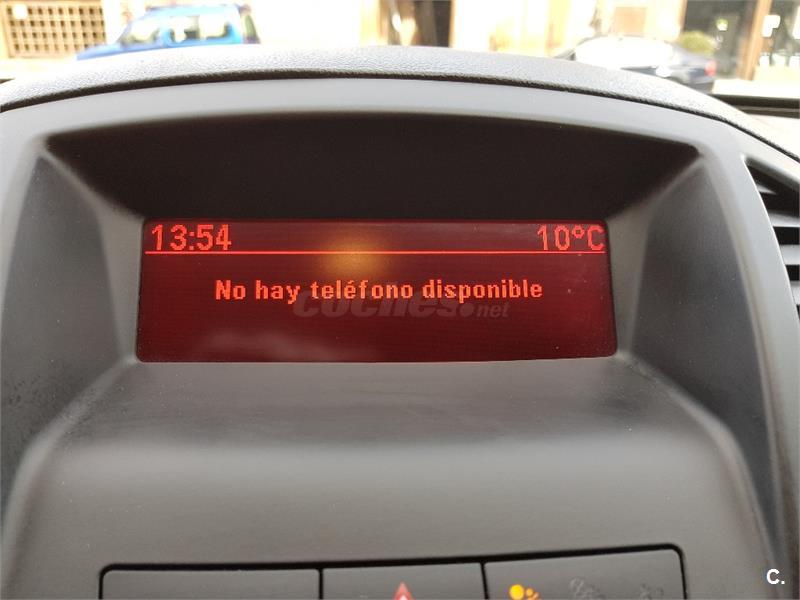 13:54 10°C
No hay teléfono disponible
coches.net
C.